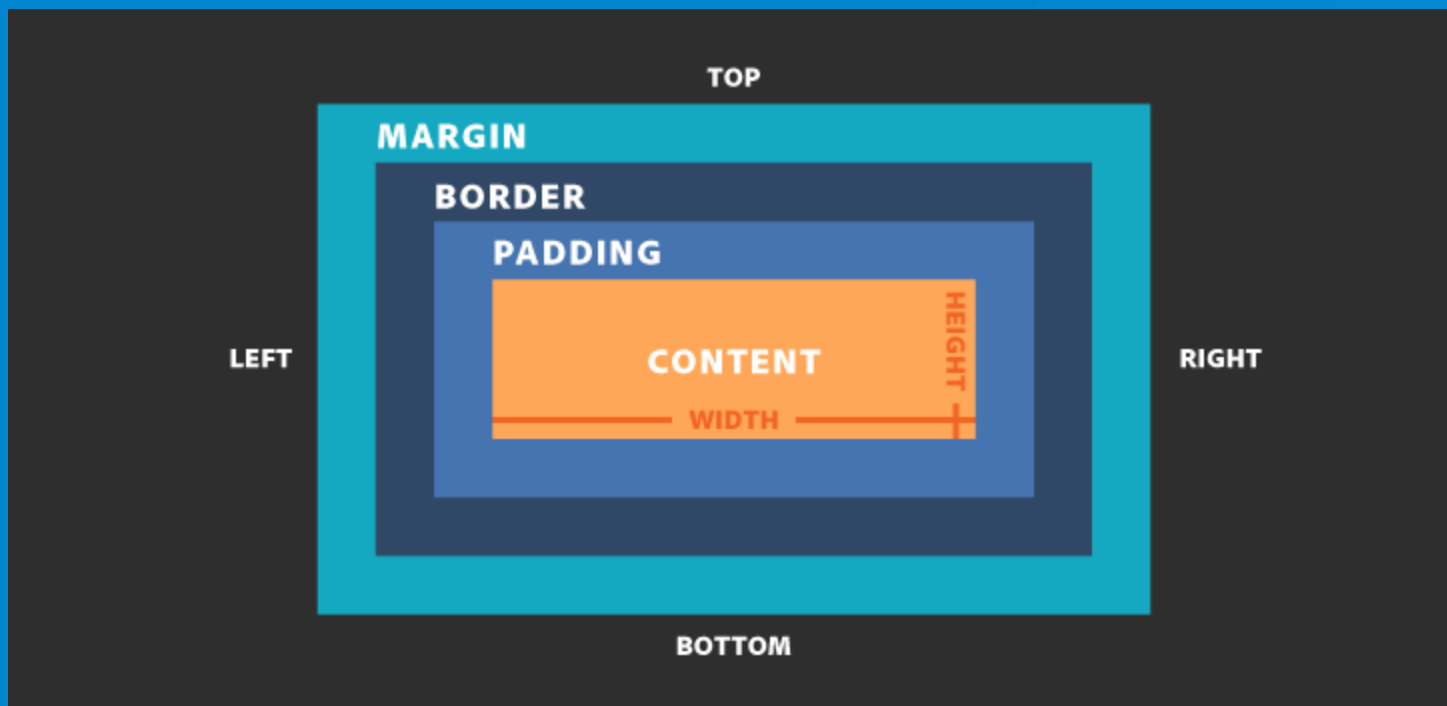 TOP
MARGIN
BORDER
PADDING
HEIGHT
LEFT
CONTENT
RIGHT
WIDTH
BOTTOM